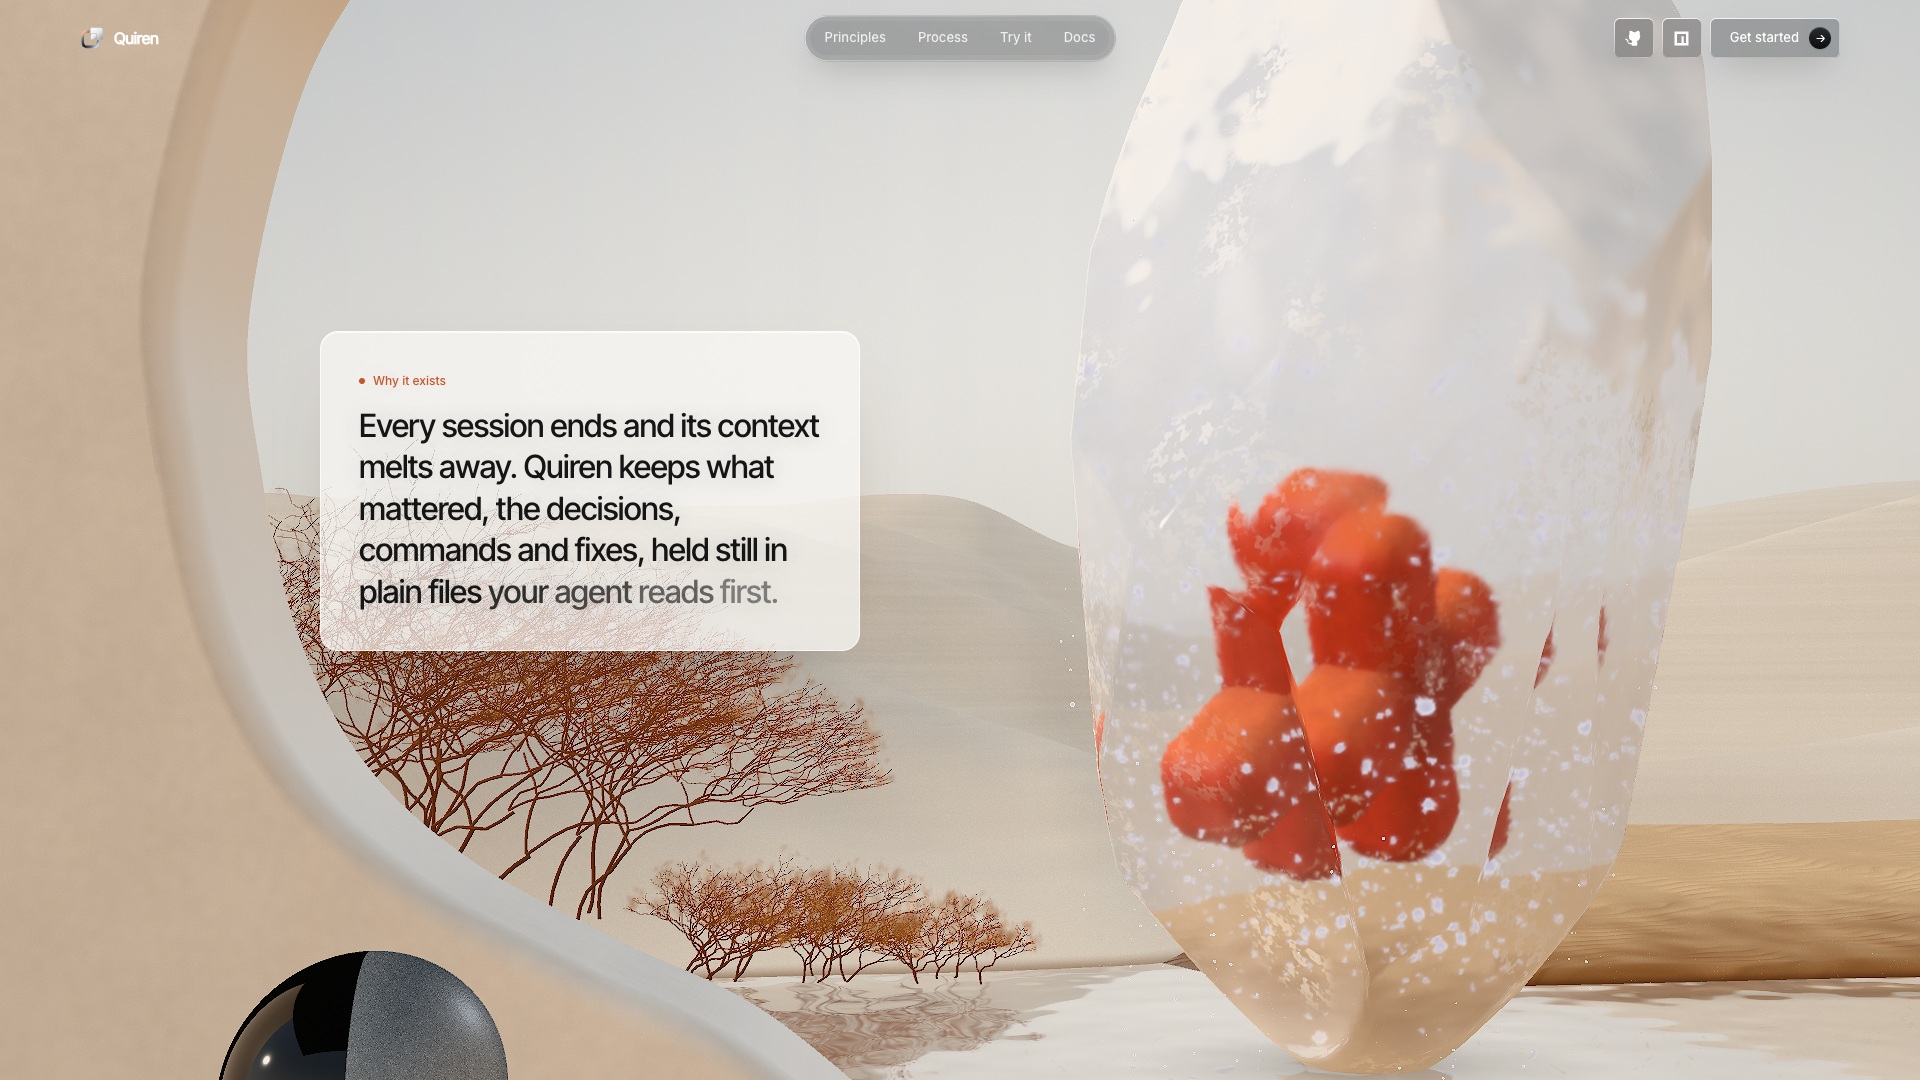 Quiren
Principles
Process
Try it
Docs
Get started
Why it exists
Every session ends and its context
melts away. Quiren keeps what
mattered, the decisions,
commands and fixes, held still in
plain files your agent reads first.